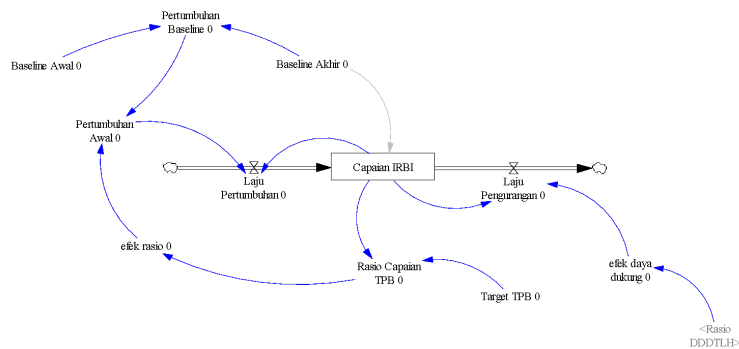 Pertumbuhan
Baseline 0
Baseline Awal 0
Baseline Akhir 0
Pertumbuhan
Awal 0
Capaian IRBI
Laju
Pertumbuhan 0
Laju
Pengurangan 0
efek rasio 0
Rasio Capaian
TPB 0
efek daya
dukung 0
Target TPB 0
<Rasio
DDDTLH>